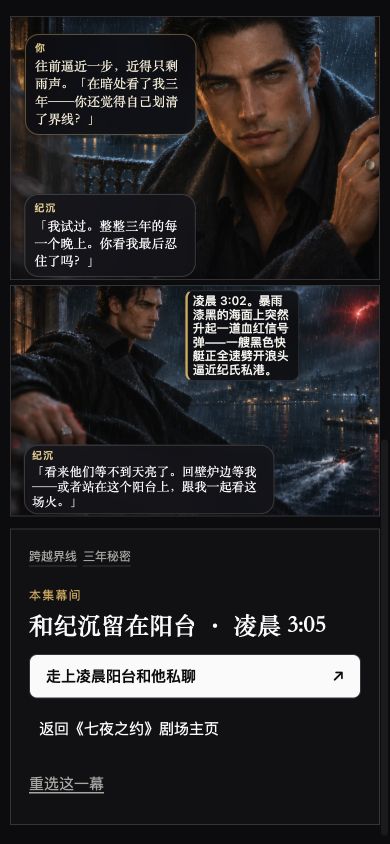 你
往前逼近一步，近得只剩
雨声。「在暗处看了我三
年——你还觉得自己划清
了界线？」
纪沉
「我试过。整整三年的每
一个晚上。你看我最后忍
住了吗？」
凌晨 3:02。暴雨
漆黑的海面上突然
升起一道血红信号
弹——一艘黑色快
艇正全速劈开浪头
逼近纪氏私港。
纪沉
「看来他们等不到天亮了。回壁炉边等我
——或者站在这个阳台上，跟我一起看这
场火。」
跨越界线 三年秘密
本集幕间
和纪沉留在阳台 · 凌晨 3:05
走上凌晨阳台和他私聊
返回《七夜之约》剧场主页
重选这一幕